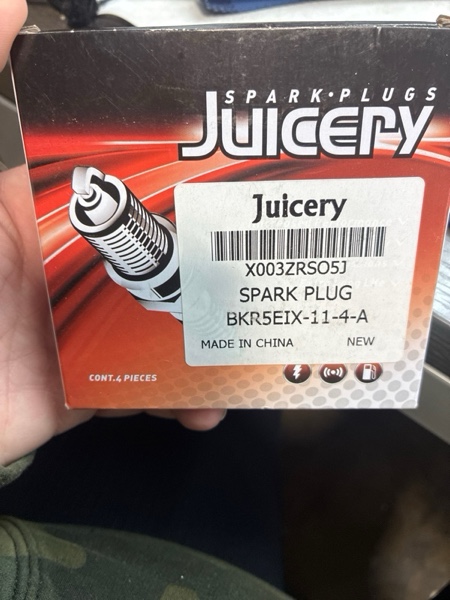 SPARK•PLUGS
JUICERY
Juicery
X003ZRSO5J
SPARK PLUG
BKR5EIX-11-4-A
MADE IN CHINA NEW
CONT.4 PIECES